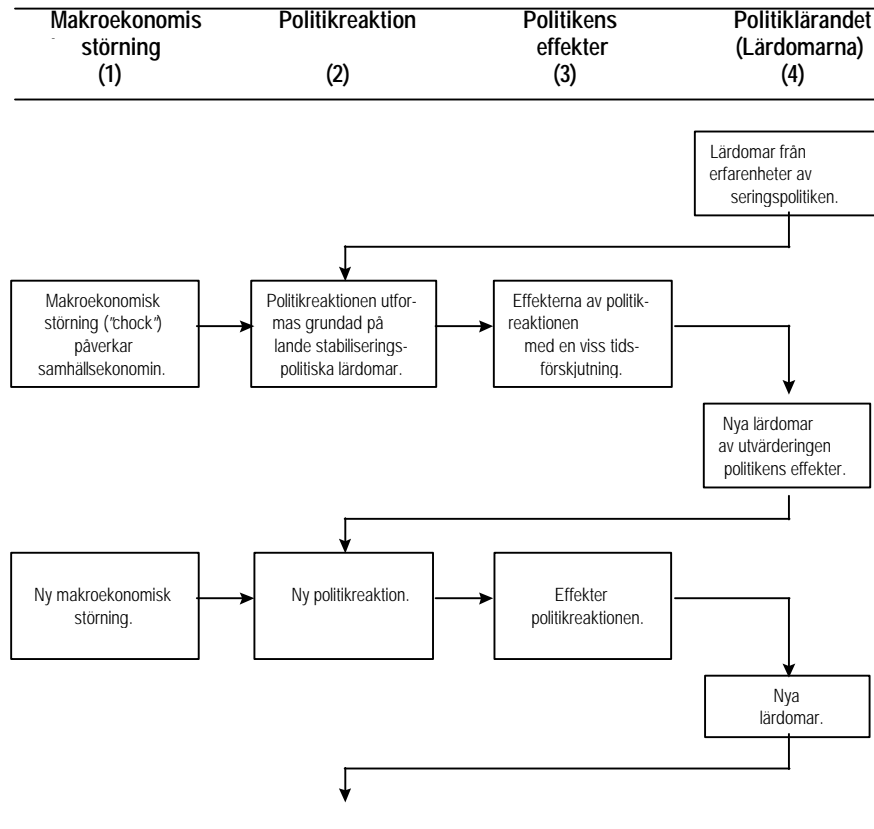 Makroekonomis
störning
(1)
Politikreaktion
(2)
Politikens
effekter
(3)
Politiklärandet
(Lärdomarna)
(4)
Lärdomar från
erfarenheter av
seringspolitiken.
Makroekonomisk
störning ("chock")
påverkar
samhällsekonomin.
Politikreaktionen utfor-
mas grundad på
lande stabiliserings-
politiska lärdomar.
Effekterna av politik-
reaktionen
med en viss tids-
förskjutning.
Nya lärdomar
av utvärderingen
politikens effekter.
Ny makroekonomisk
störning.
Ny politikreaktion.
Effekter
politikreaktionen.
Nya
lärdomar.